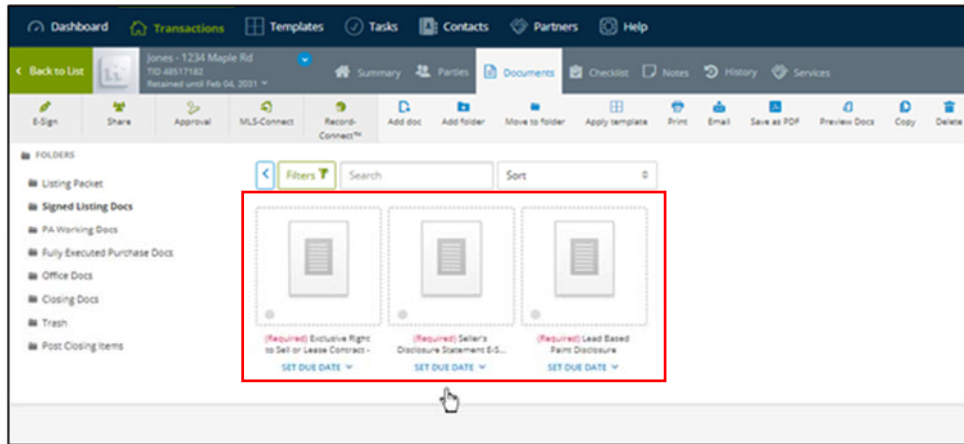 Dashboard Transactions Templates Tasks Contacts Partners Help
Back to List
Jones - 1234 Maple Rd
TID 48517182
Retained until Feb 04, 2031
Summary Parties Documents Checklist Notes History Services
E-Sign Share Approval MLS-Connect Record-Connect™ Add doc Add folder Move to folder Apply template Print Email Save as PDF Preview Docs Copy Delete
FOLDERS
Filters Search Sort
Listing Packet
Signed Listing Docs
PA Working Docs
Fully Executed Purchase Docs
Office Docs
Closing Docs
Trash
Post Closing Items
(Required) Exclusive Right
to Sell or Lease Contract -
SET DUE DATE
(Required) Seller's
Disclosure Statement E-S...
SET DUE DATE
(Required) Lead Based
Paint Disclosure
SET DUE DATE